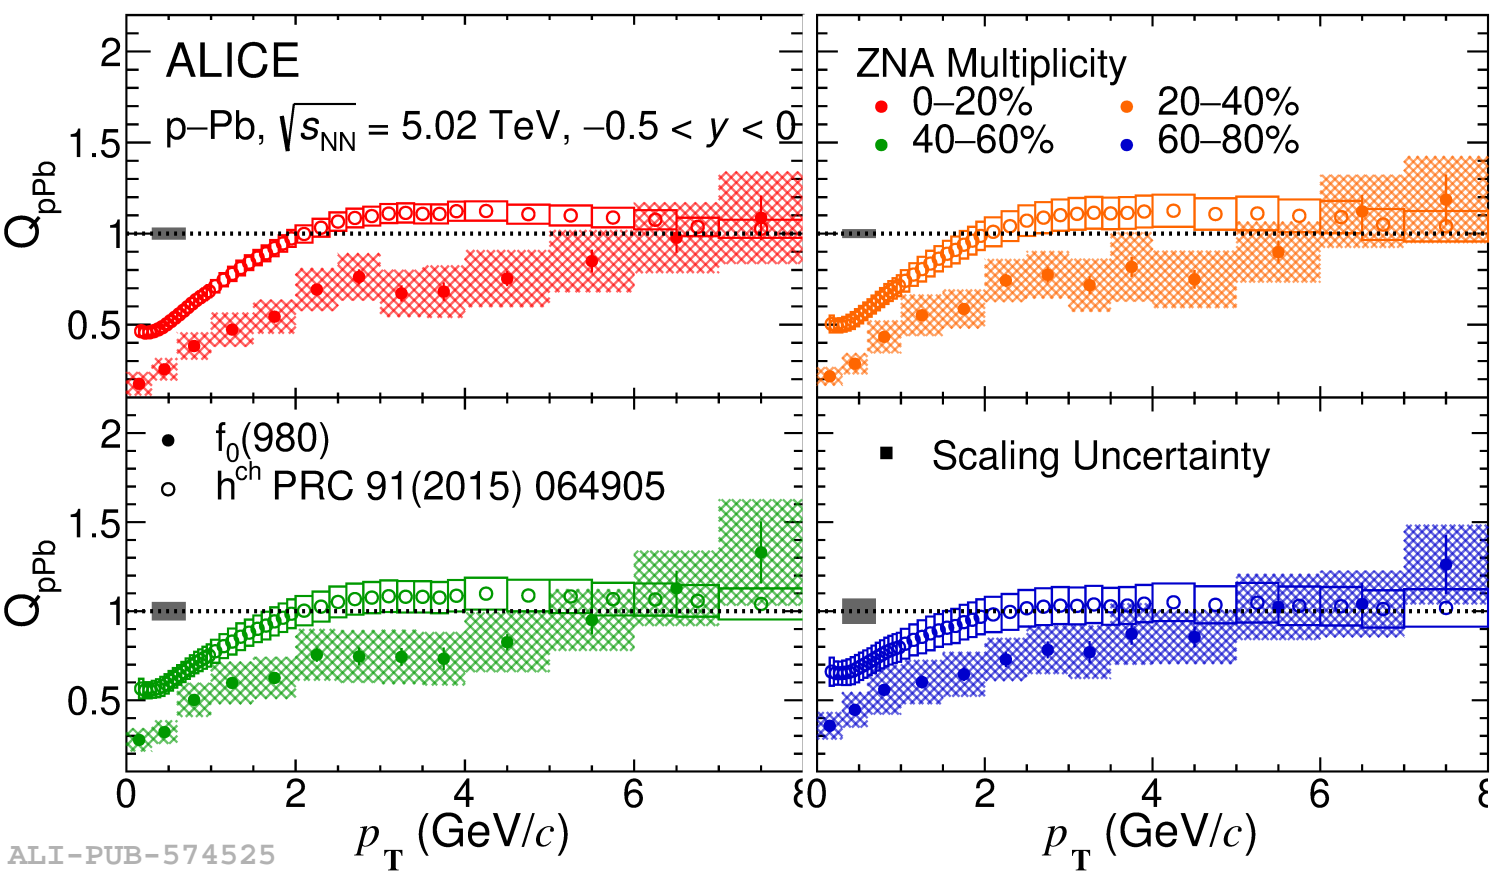 ALICE
p–Pb, √sNN = 5.02 TeV, –0.5 < y < 0
QpPb
2
1.5
1
0.5
ZNA Multiplicity
0–20%
20–40%
40–60%
60–80%
f0(980)
hch PRC 91(2015) 064905
QpPb
2
1.5
1
0.5
Scaling Uncertainty
0 2 4 6 8
0 2 4 6 8
pT (GeV/c)
pT (GeV/c)
ALI-PUB-574525